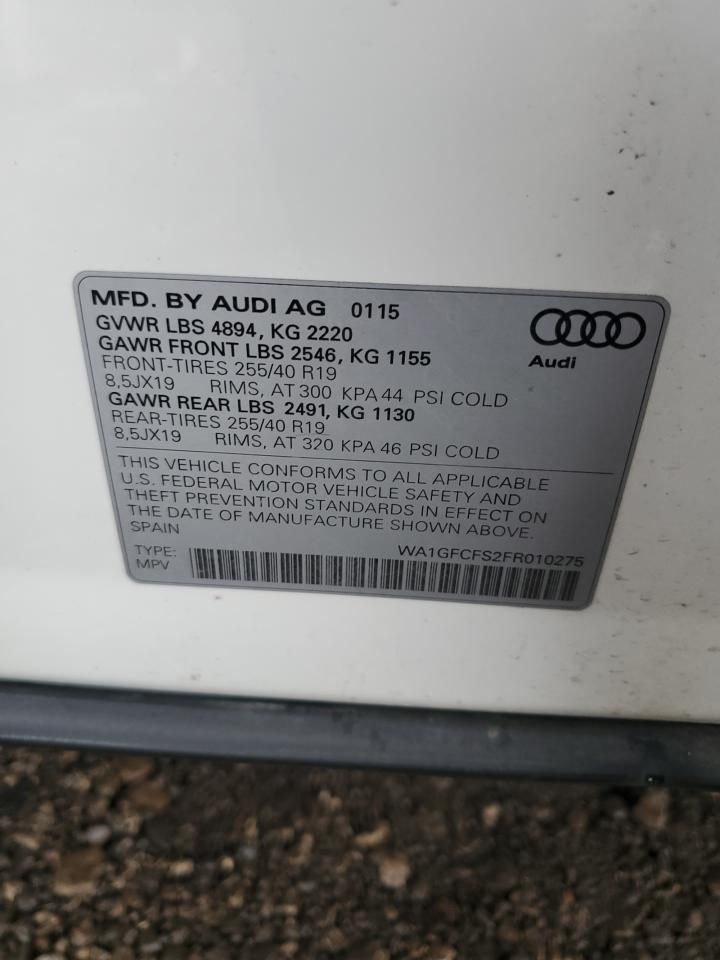 MFD. BY AUDI AG 0115
GVWR LBS 4894, KG 2220
GAWR FRONT LBS 2546, KG 1155
FRONT-TIRES 255/40 R19
8,5JX19 RIMS, AT 300 KPA 44 PSI COLD
GAWR REAR LBS 2491, KG 1130
REAR-TIRES 255/40 R19
8,5JX19 RIMS, AT 320 KPA 46 PSI COLD
Audi
THIS VEHICLE CONFORMS TO ALL APPLICABLE
U.S. FEDERAL MOTOR VEHICLE SAFETY AND
THEFT PREVENTION STANDARDS IN EFFECT ON
THE DATE OF MANUFACTURE SHOWN ABOVE.
SPAIN
TYPE: WA1GFCFS2FR010275
MPV